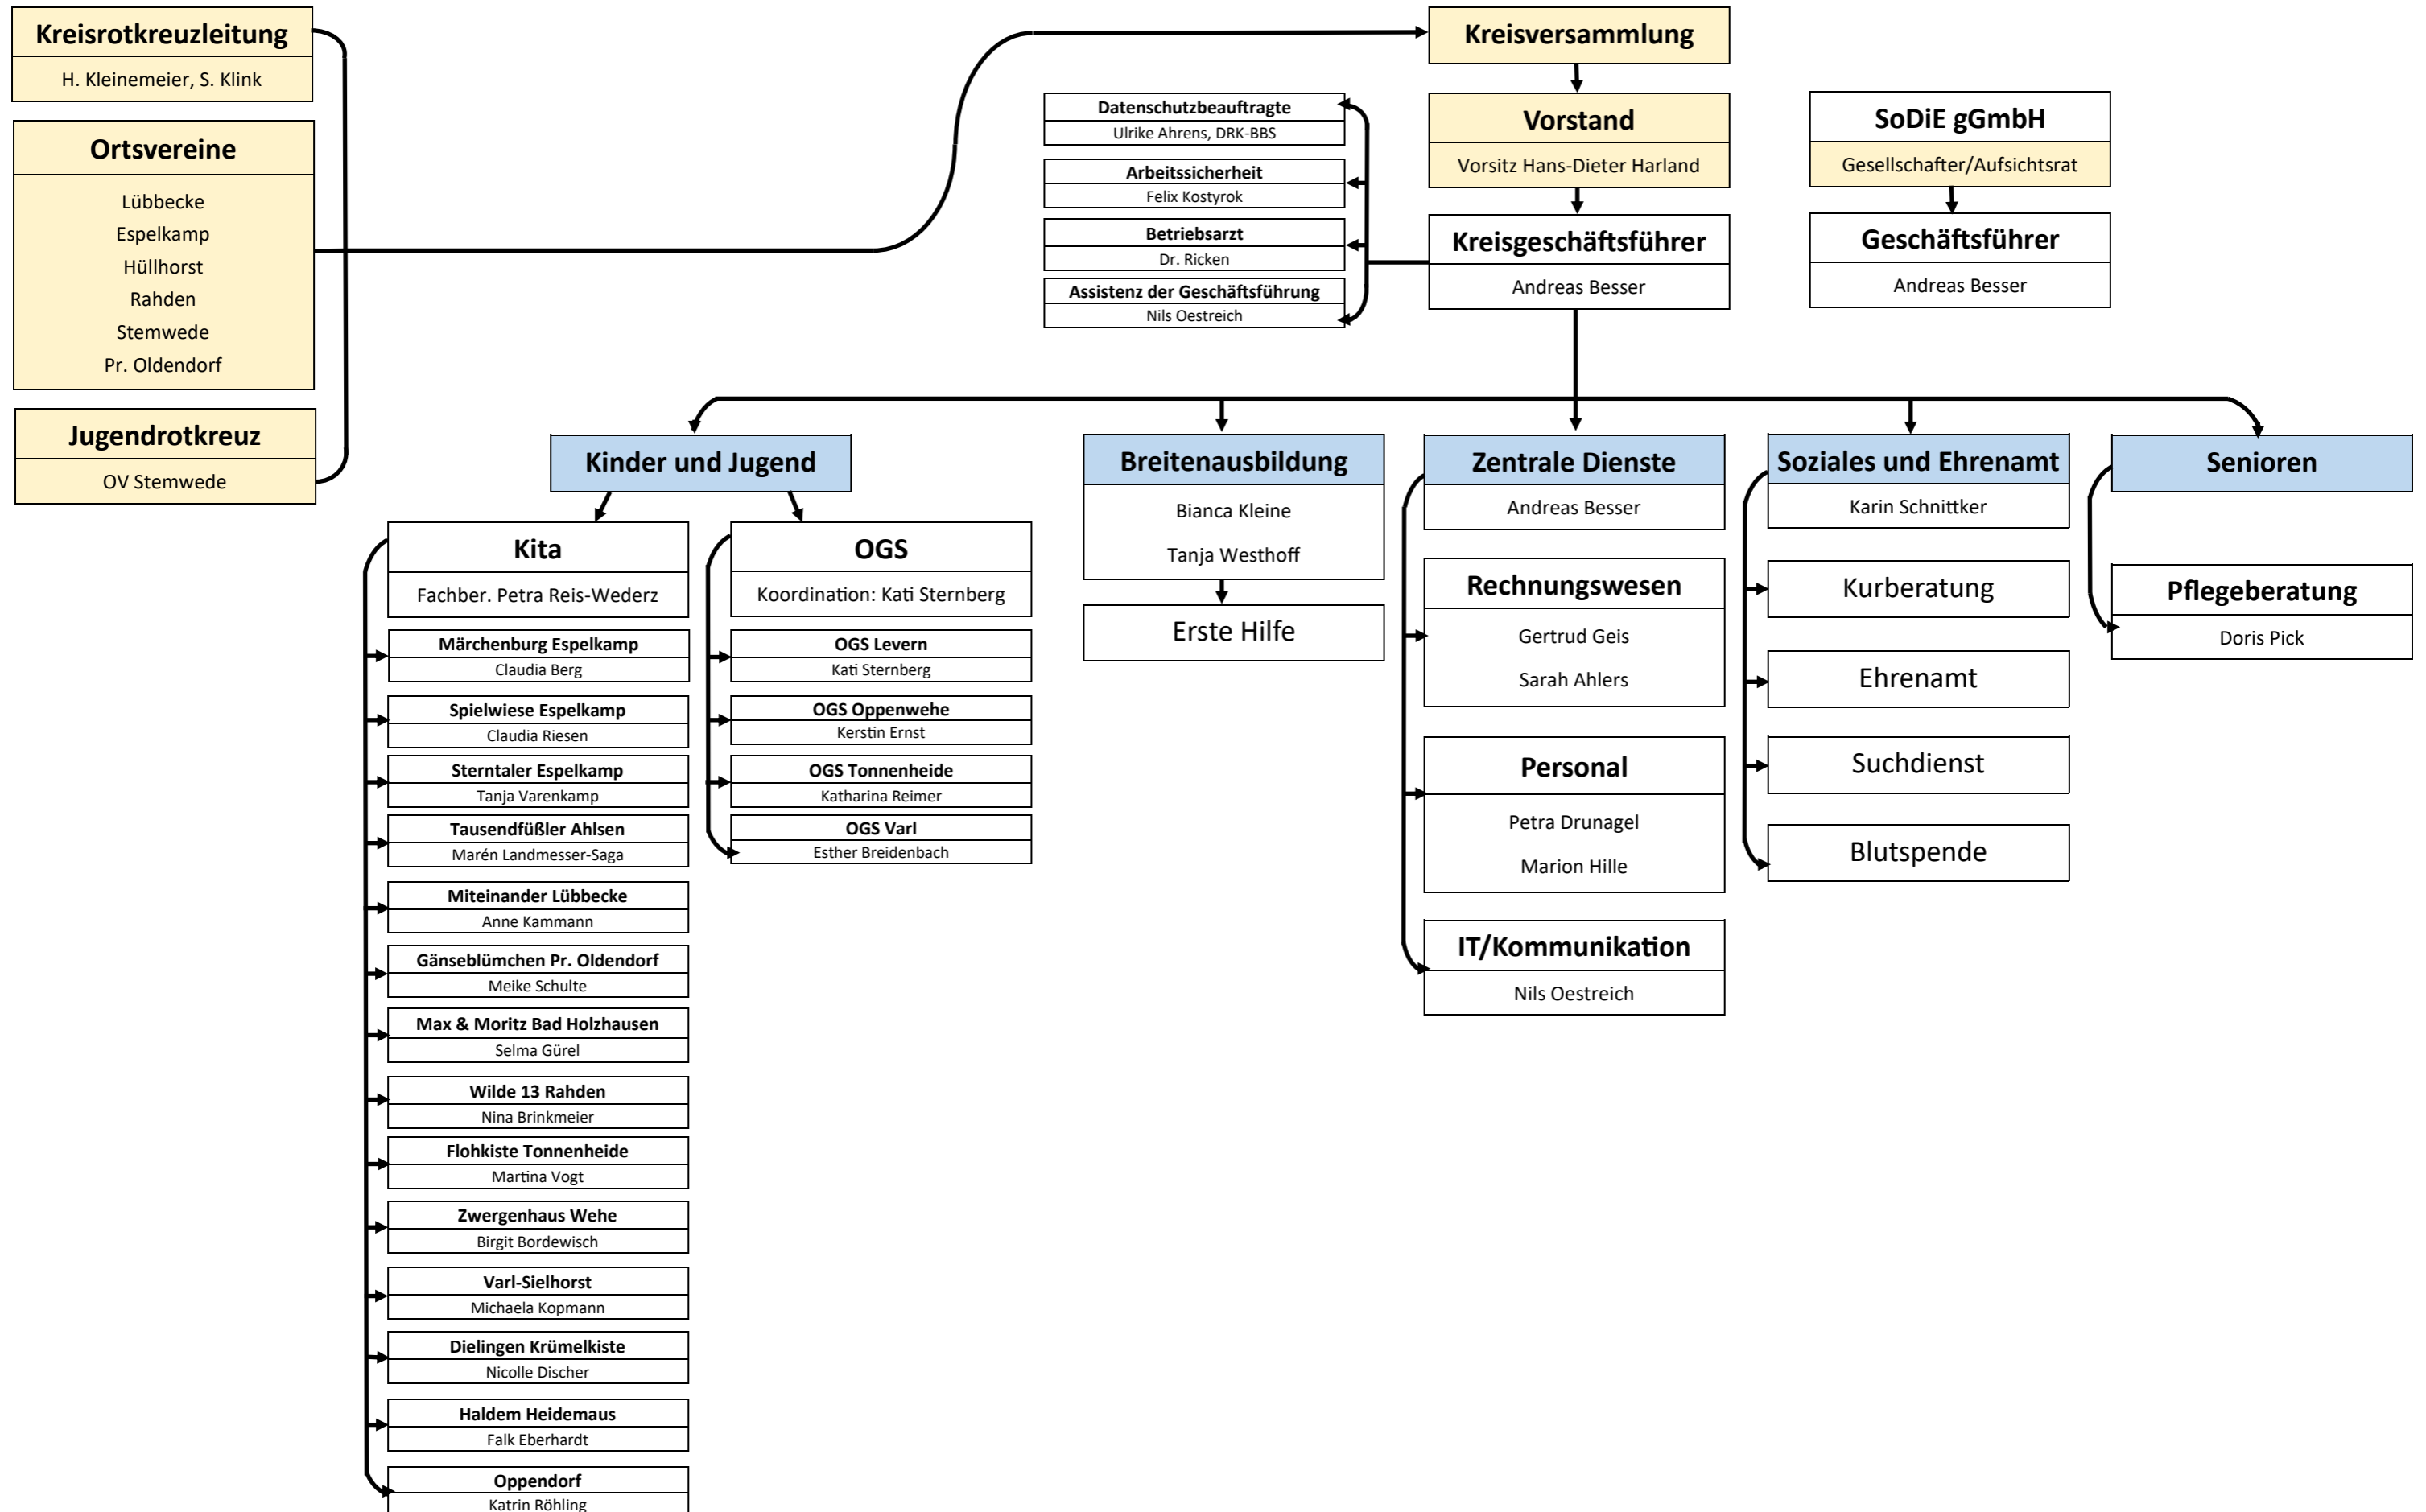 Kreisrotkreuzleitung
H. Kleinemeier, S. Klink
Ortsvereine
Lübbecke
Espelkamp
Hüllhorst
Rahden
Stemwede
Pr. Oldendorf
Jugendrotkreuz
OV Stemwede
Kreisversammlung
Vorstand
Vorsitz Hans-Dieter Harland
Kreisgeschäftsführer
Andreas Besser
SoDiE gGmbH
Gesellschafter/Aufsichtsrat
Geschäftsführer
Andreas Besser
Datenschutzbeauftragte
Ulrike Ahrens, DRK-BBS
Arbeitssicherheit
Felix Kostyrok
Betriebsarzt
Dr. Ricken
Assistenz der Geschäftsführung
Nils Oestreich
Kinder und Jugend
Kita
Fachber. Petra Reis-Wederz
Märchenburg Espelkamp
Claudia Berg
Spielwiese Espelkamp
Claudia Riesen
Sterntaler Espelkamp
Tanja Varenkamp
Tausendfüßler Ahlsen
Marén Landmesser-Saga
Miteinander Lübbecke
Anne Kammann
Gänseblümchen Pr. Oldendorf
Meike Schulte
Max & Moritz Bad Holzhausen
Selma Gürel
Wilde 13 Rahden
Nina Brinkmeier
Flohkiste Tonnenheide
Martina Vogt
Zwergenhaus Wehe
Birgit Bordewisch
Varl-Sielhorst
Michaela Kopmann
Dielingen Krümelkiste
Nicolle Discher
Haldem Heidemaus
Falk Eberhardt
Oppendorf
Katrin Röhling
OGS
Koordination: Kati Sternberg
OGS Levern
Kati Sternberg
OGS Oppenwehe
Kerstin Ernst
OGS Tonnenheide
Katharina Reimer
OGS Varl
Esther Breidenbach
Breitenausbildung
Bianca Kleine
Tanja Westhoff
Erste Hilfe
Zentrale Dienste
Andreas Besser
Rechnungswesen
Gertrud Geis
Sarah Ahlers
Personal
Petra Drunagel
Marion Hille
IT/Kommunikation
Nils Oestreich
Soziales und Ehrenamt
Karin Schnittker
Kurberatung
Ehrenamt
Suchdienst
Blutspende
Senioren
Pflegeberatung
Doris Pick